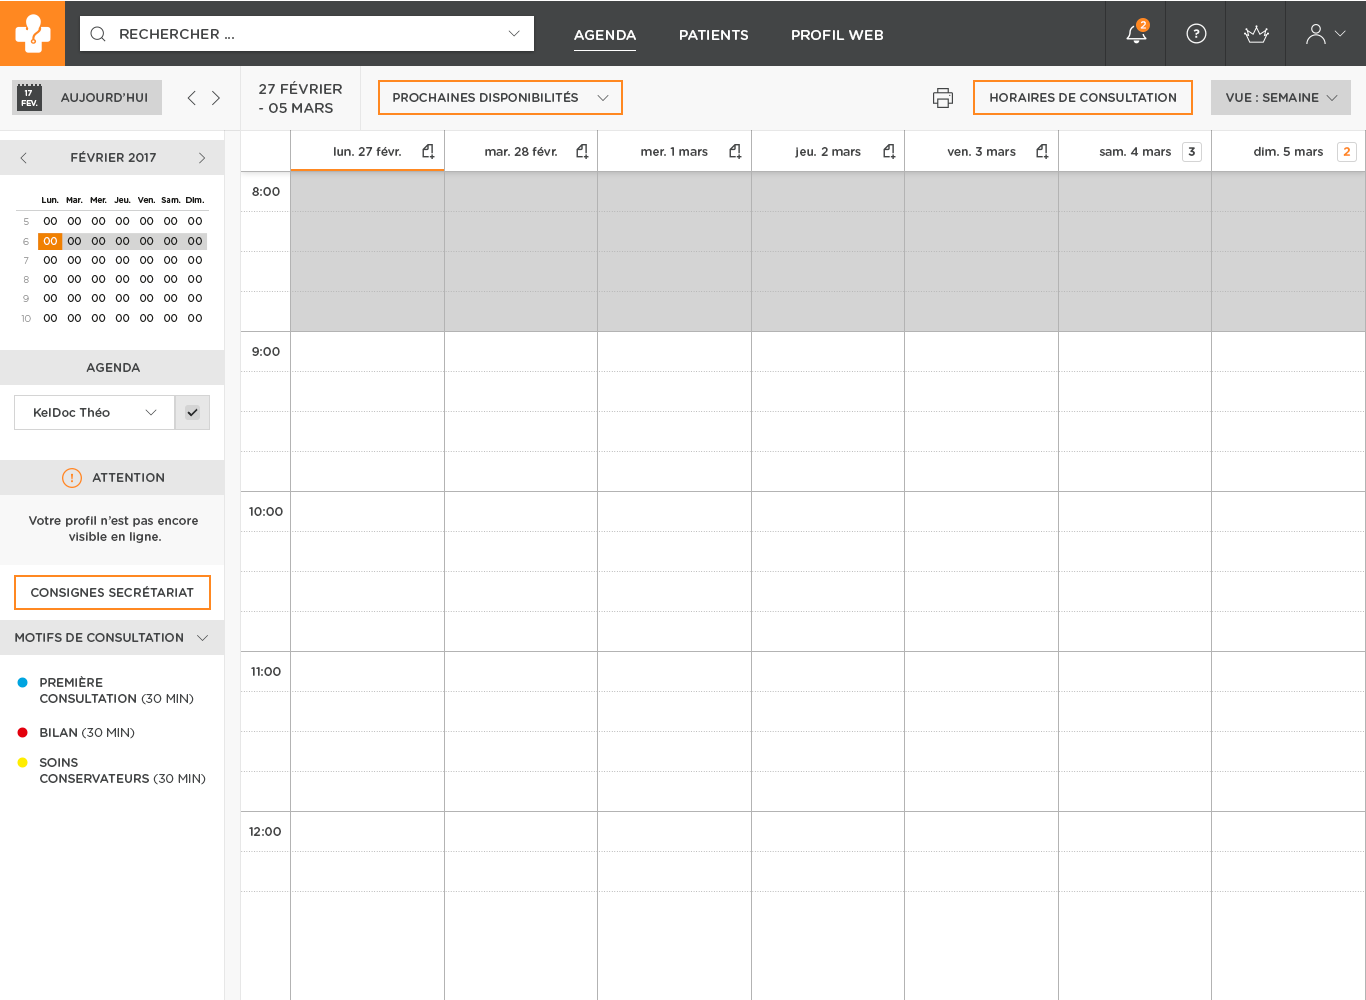 RECHERCHER ...
AGENDA
PATIENTS
PROFIL WEB
2
?
17
FEV.
AUJOURD'HUI
27 FÉVRIER
- 05 MARS
PROCHAINES DISPONIBILITÉS
HORAIRES DE CONSULTATION
VUE : SEMAINE
FÉVRIER 2017
Lun. Mar. Mer. Jeu. Ven. Sam. Dim.
5 00 00 00 00 00 00 00
6 00 00 00 00 00 00 00
7 00 00 00 00 00 00 00
8 00 00 00 00 00 00 00
9 00 00 00 00 00 00 00
10 00 00 00 00 00 00 00
AGENDA
KelDoc Théo
! ATTENTION
Votre profil n'est pas encore
visible en ligne.
CONSIGNES SECRÉTARIAT
MOTIFS DE CONSULTATION
PREMIÈRE
CONSULTATION (30 MIN)
BILAN (30 MIN)
SOINS
CONSERVATEURS (30 MIN)
lun. 27 févr.
mar. 28 févr.
mer. 1 mars
jeu. 2 mars
ven. 3 mars
sam. 4 mars 3
dim. 5 mars 2
8:00
9:00
10:00
11:00
12:00